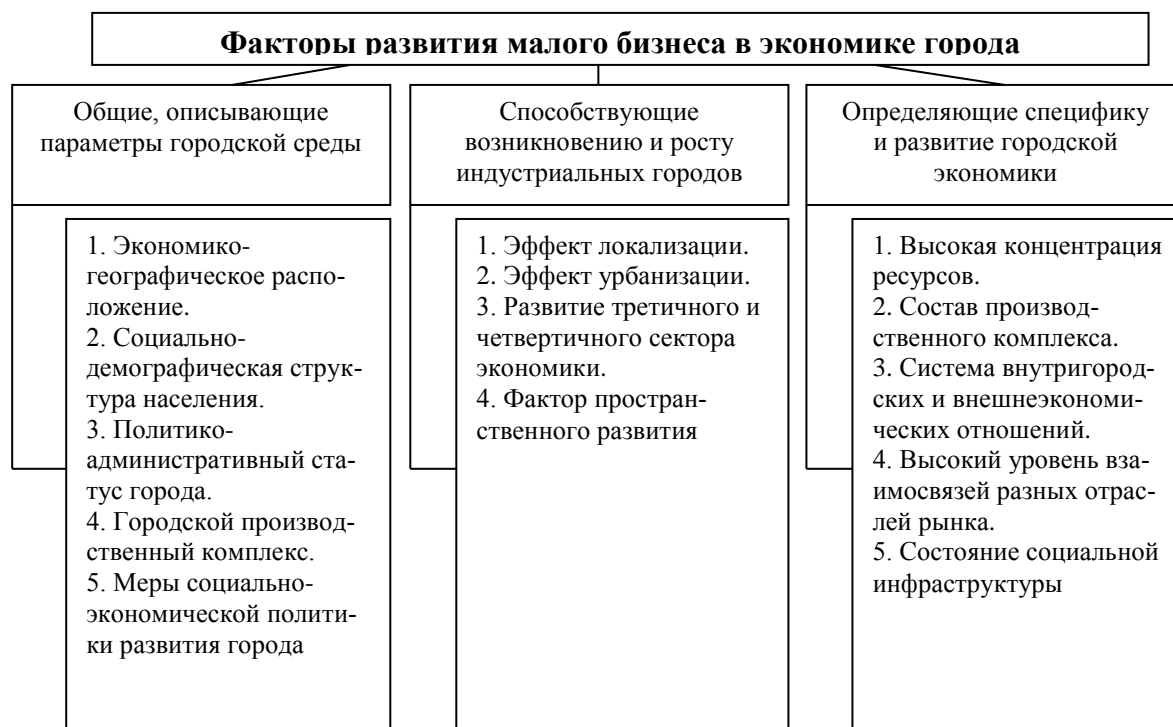 Факторы развития малого бизнеса в экономике города
Общие, описывающие
параметры городской среды
1. Экономико-
географическое распо-
ложение.
2. Социально-
демографическая струк-
тура населения.
3. Политико-
административный ста-
тус города.
4. Городской производ-
ственный комплекс.
5. Меры социально-
экономической полити-
ки развития города
Способствующие
возникновению и росту
индустриальных городов
1. Эффект локализации.
2. Эффект урбанизации.
3. Развитие третичного и
четвертичного сектора
экономики.
4. Фактор простран-
ственного развития
Определяющие специфику
и развитие городской
экономики
1. Высокая концентрация
ресурсов.
2. Состав производ-
ственного комплекса.
3. Система внутригород-
ских и внешнеэкономи-
ческих отношений.
4. Высокий уровень вза-
имосвязей разных отрас-
лей рынка.
5. Состояние социальной
инфраструктуры